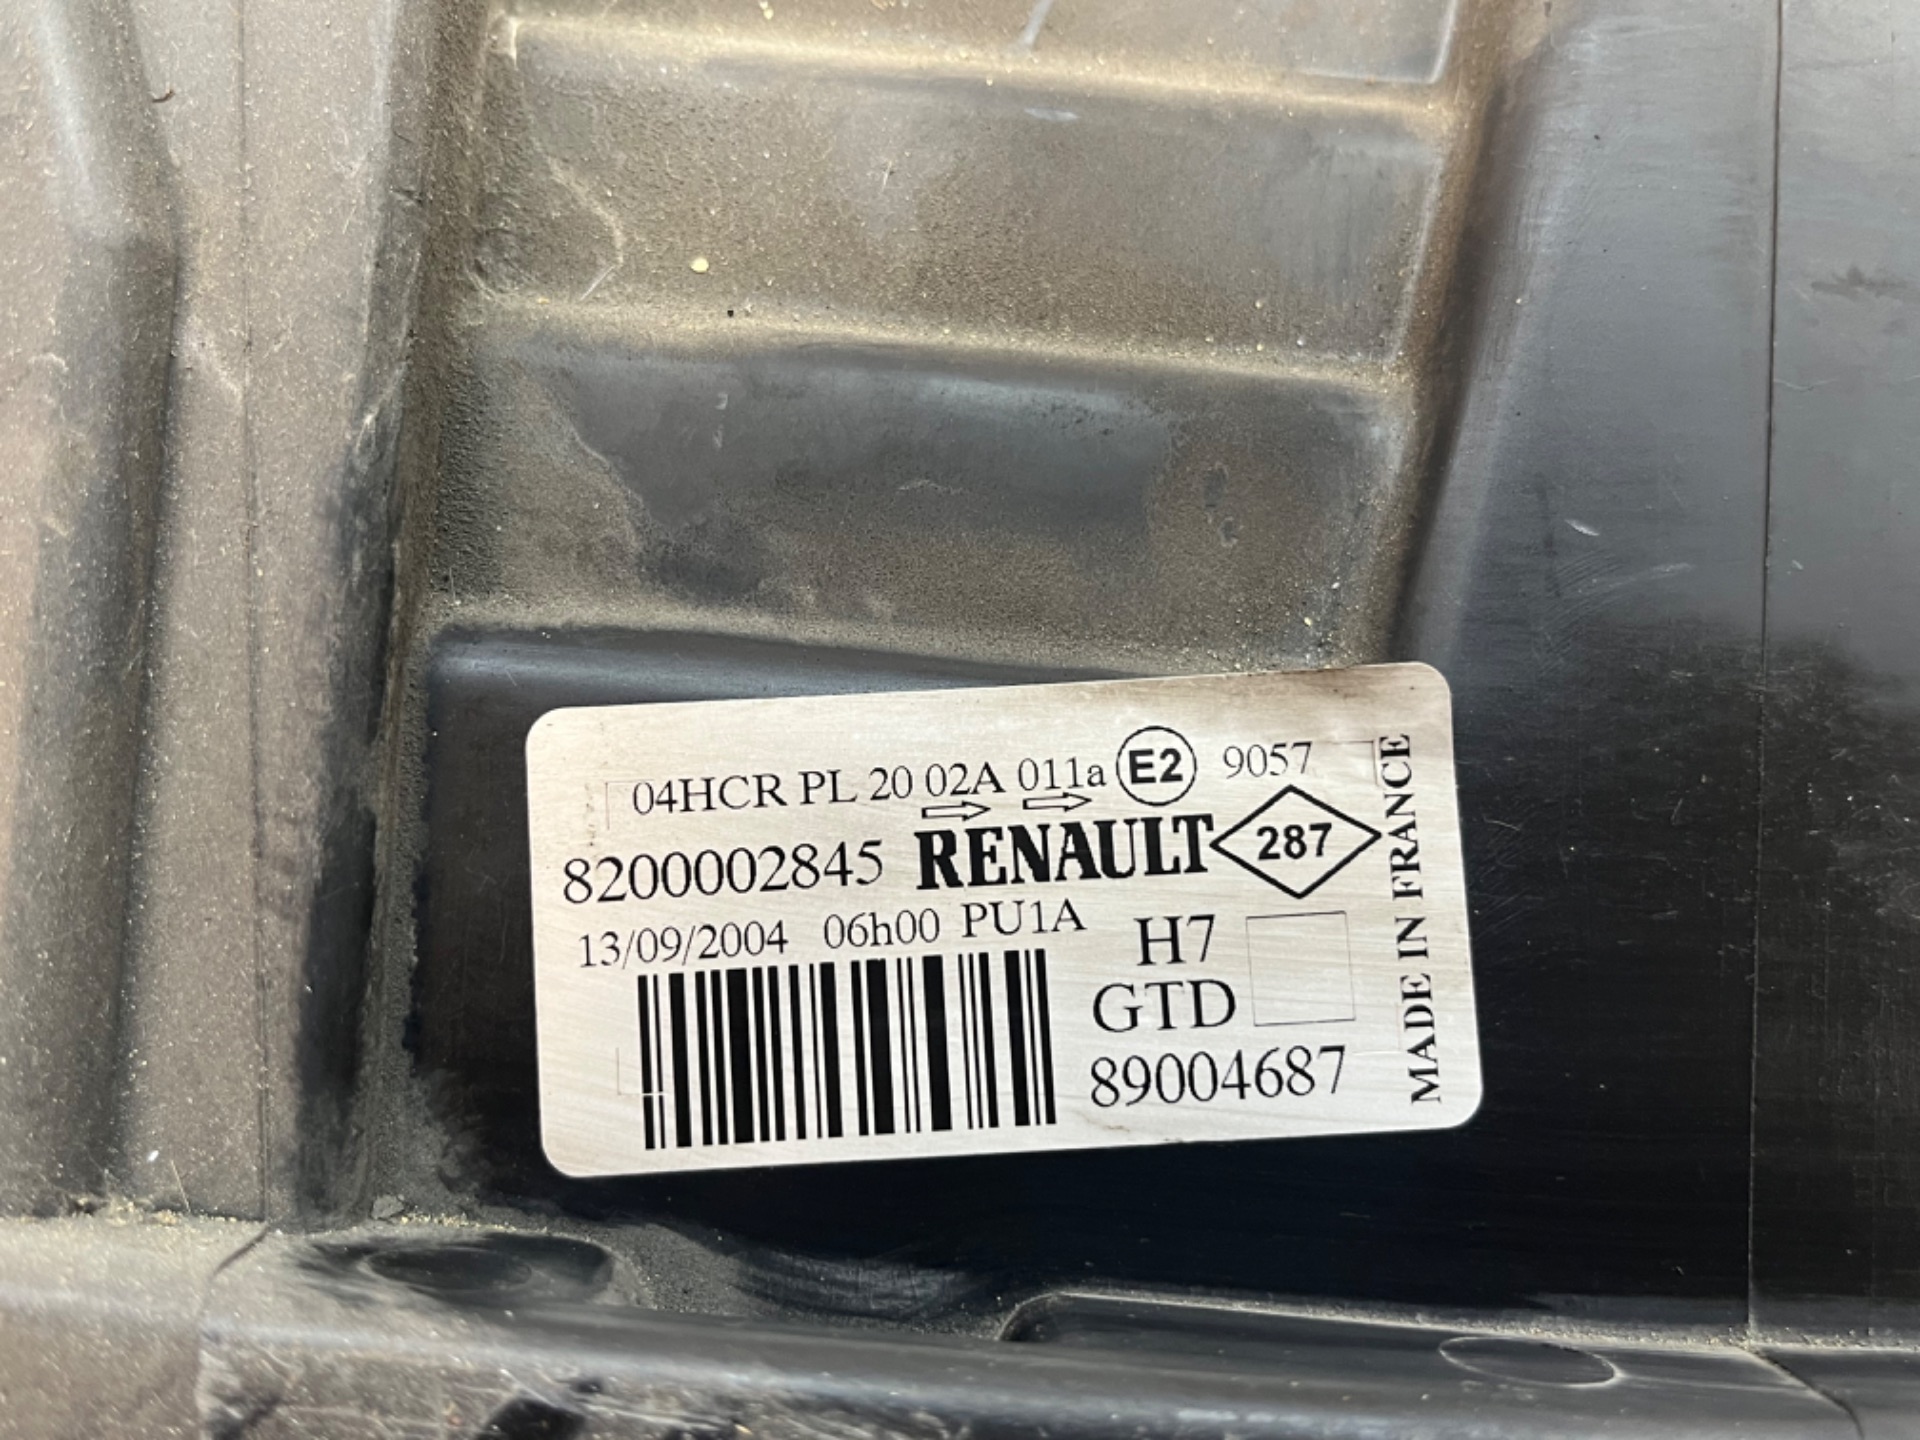 04HCR PL 20 02A 011a E2 9057
8200002845 RENAULT 287
13/09/2004 06h00 PU1A
H7
GTD
89004687
MADE IN FRANCE